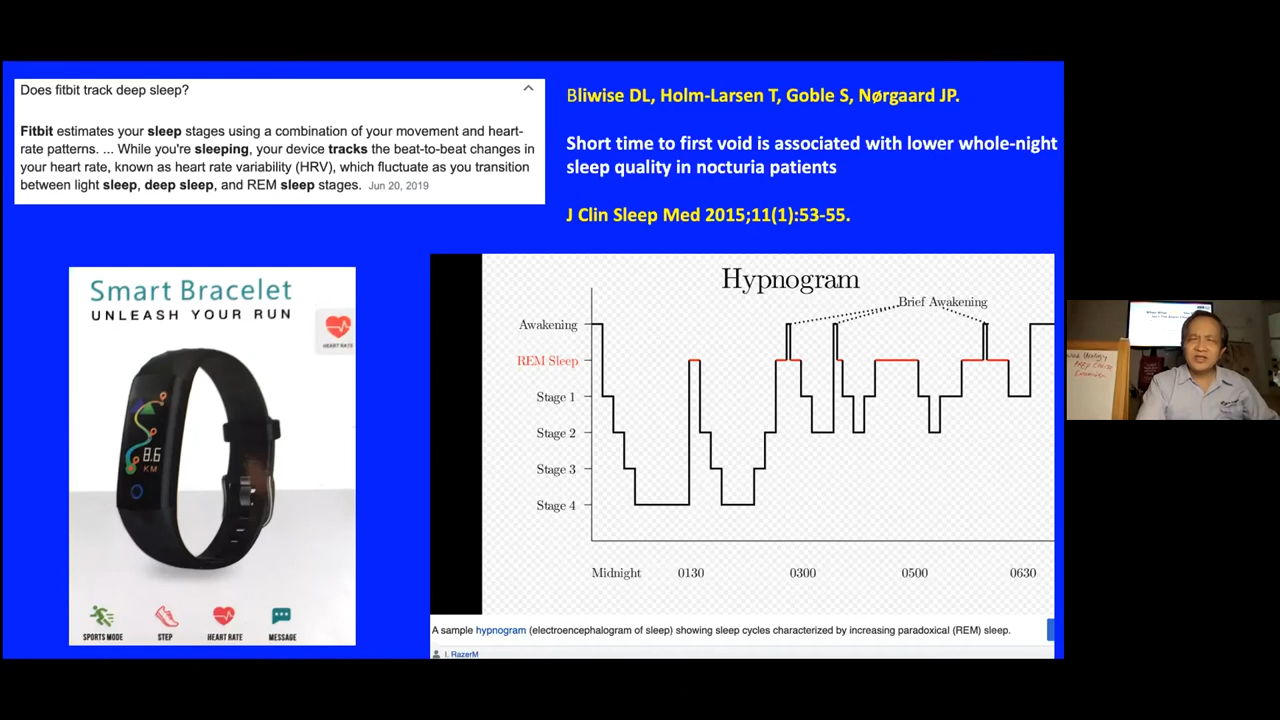 Does fitbit track deep sleep?
Fitbit estimates your sleep stages using a combination of your movement and heart-
rate patterns. ... While you're sleeping, your device tracks the beat-to-beat changes in
your heart rate, known as heart rate variability (HRV), which fluctuate as you transition
between light sleep, deep sleep, and REM sleep stages. Jun 20, 2019
Bliwise DL, Holm-Larsen T, Goble S, Nørgaard JP.
Short time to first void is associated with lower whole-night
sleep quality in nocturia patients
J Clin Sleep Med 2015;11(1):53-55.
Smart Bracelet
UNLEASH YOUR RUN
HEART RATE
8.6
KM
SPORTS MODE
STEP
HEART RATE
MESSAGE
Hypnogram
Brief Awakening
Awakening
REM Sleep
Stage 1
Stage 2
Stage 3
Stage 4
Midnight
0130
0300
0500
0630
A sample hypnogram (electroencephalogram of sleep) showing sleep cycles characterized by increasing paradoxical (REM) sleep.
I, RazerM